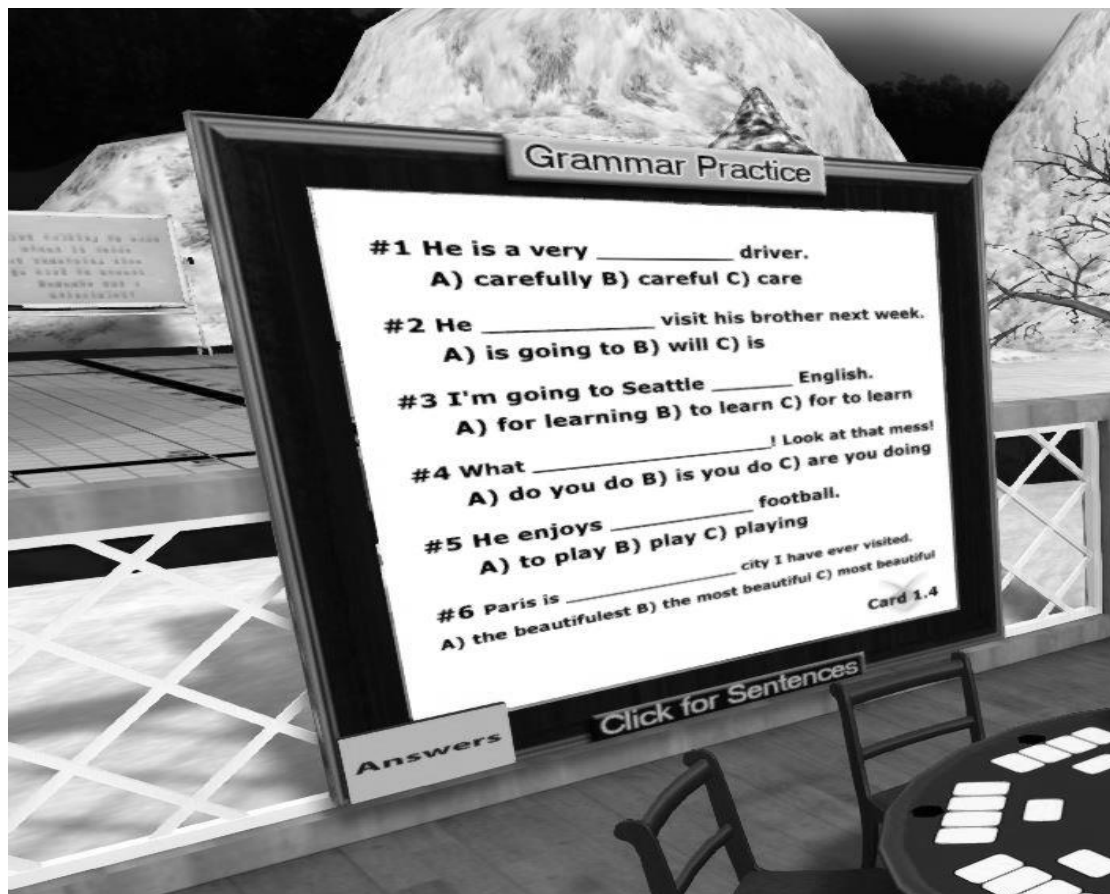 Grammar Practice
#1 He is a very __________ driver.
A) carefully B) careful C) care
#2 He _____________ visit his brother next week.
A) is going to B) will C) is
#3 I'm going to Seattle ______ English.
A) for learning B) to learn C) for to learn
#4 What __________________! Look at that mess!
A) do you do B) is you do C) are you doing
#5 He enjoys ___________ football.
A) to play B) play C) playing
#6 Paris is ________________ city I have ever visited.
A) the beautifulest B) the most beautiful C) most beautiful
Card 1.4
Click for Sentences
Answers